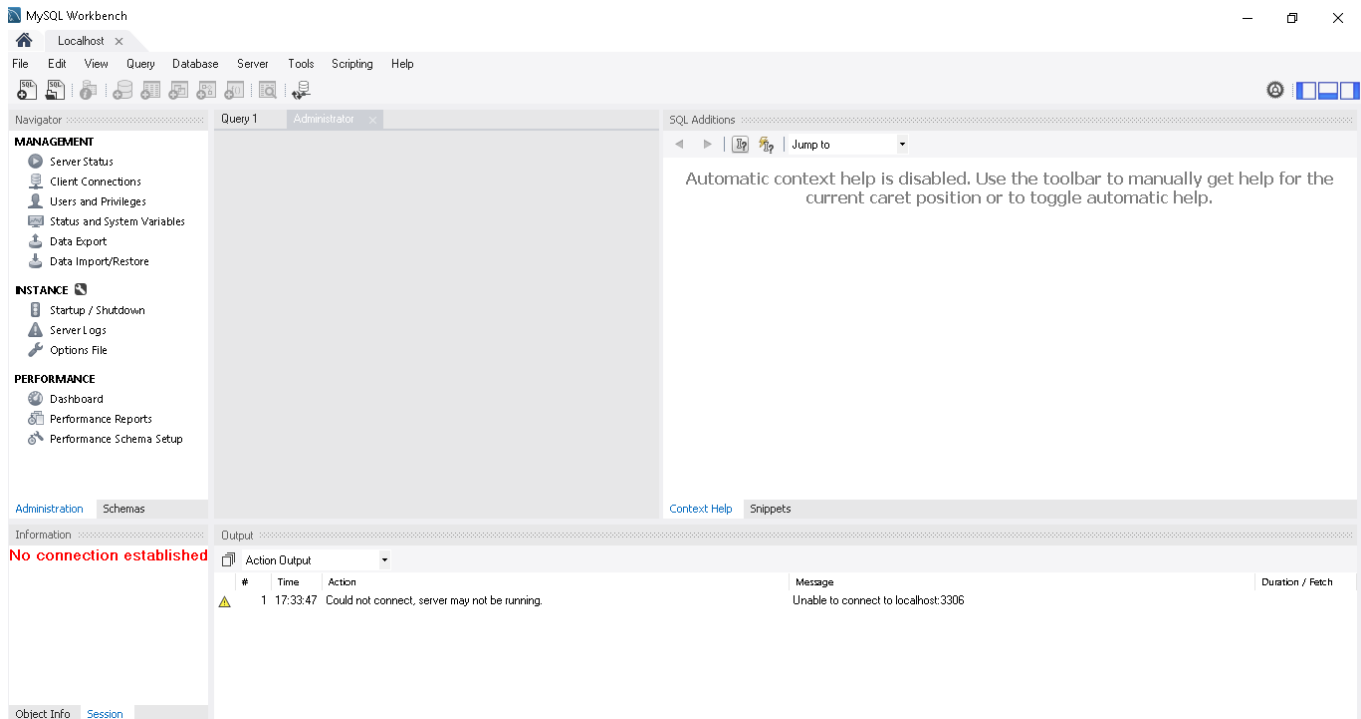 MySQL Workbench
Localhost
File Edit View Query Database Server Tools Scripting Help
Navigator
MANAGEMENT
Server Status
Client Connections
Users and Privileges
Status and System Variables
Data Export
Data Import/Restore
INSTANCE
Startup / Shutdown
Server Logs
Options File
PERFORMANCE
Dashboard
Performance Reports
Performance Schema Setup
Administration Schemas
Query 1 Administrator
SQL Additions
Jump to
Automatic context help is disabled. Use the toolbar to manually get help for the
current caret position or to toggle automatic help.
Context Help Snippets
Information
No connection established
Object Info Session
Output
Action Output
# Time Action Message Duration / Fetch
1 17:33:47 Could not connect, server may not be running. Unable to connect to localhost:3306